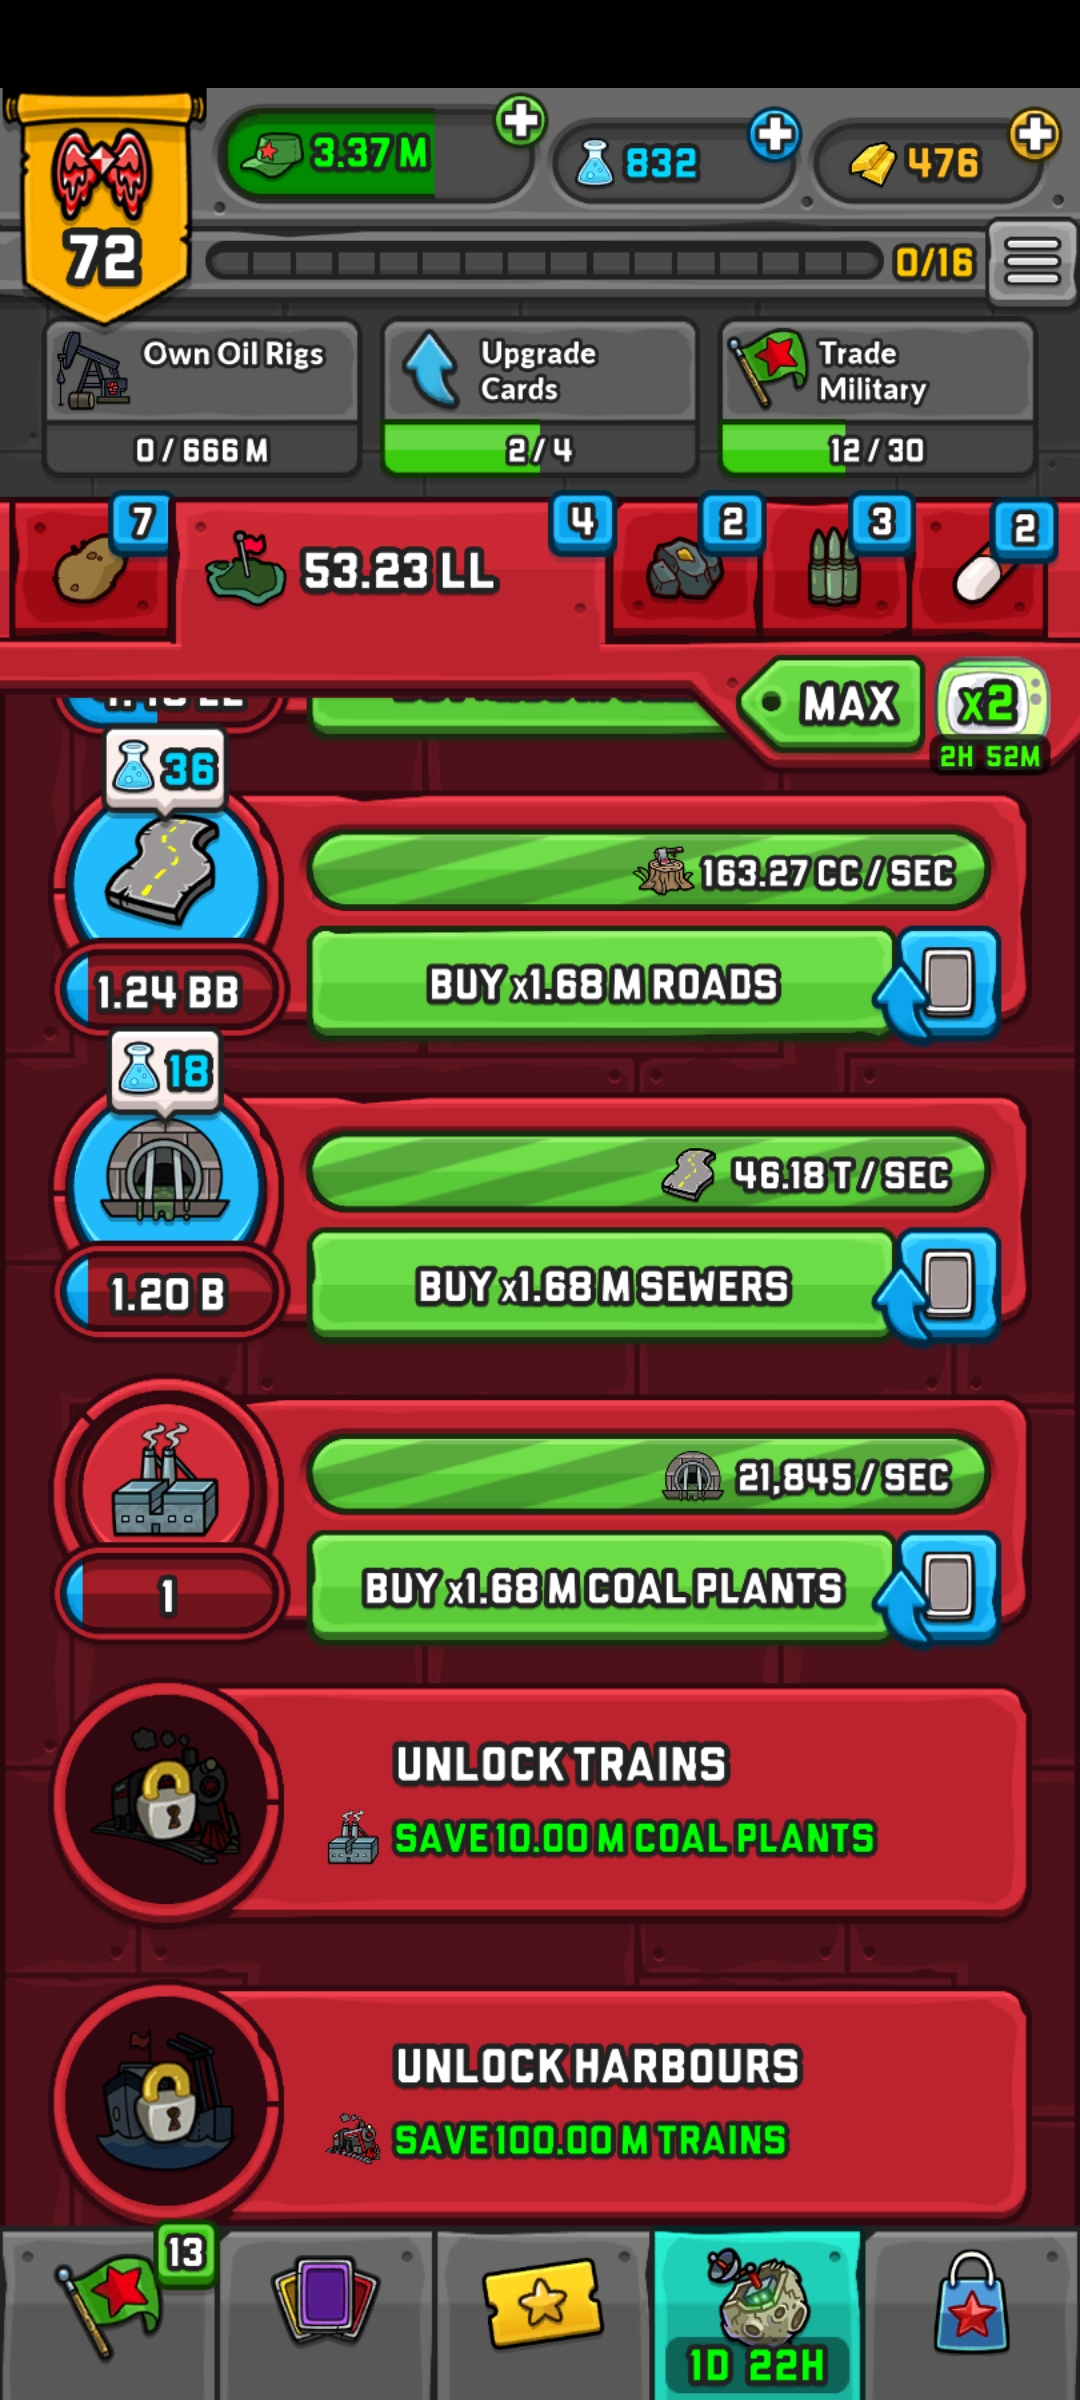 72
3.37 M
832
476
0/16
Own Oil Rigs
0 / 666 M
Upgrade
Cards
2 / 4
Trade
Military
12 / 30
7
53.23 LL
4
2
3
2
MAX
x2
2H 52M
36
163.27 CC / SEC
1.24 BB
BUY x1.68 M ROADS
18
46.18 T / SEC
1.20 B
BUY x1.68 M SEWERS
21,845 / SEC
1
BUY x1.68 M COAL PLANTS
UNLOCK TRAINS
SAVE 10.00 M COAL PLANTS
UNLOCK HARBOURS
SAVE 100.00 M TRAINS
13
1D 22H